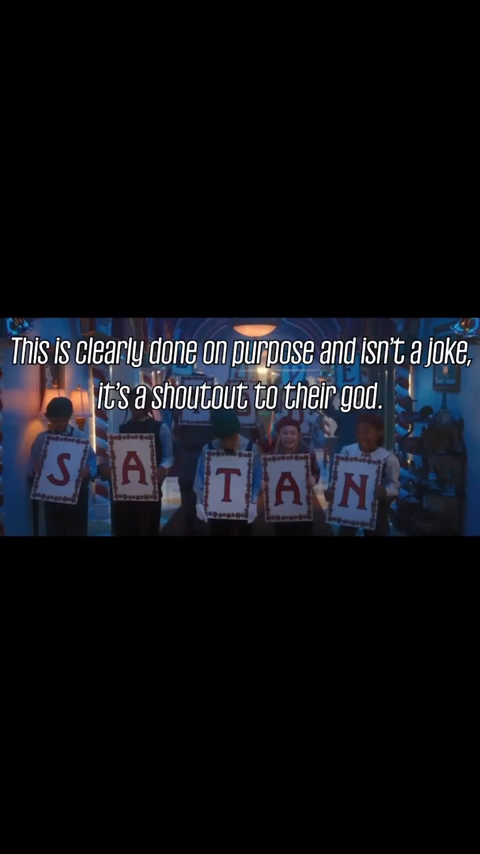 This is clearly done on purpose and isn't a joke,
it's a shoutout to their god.
S A T A N